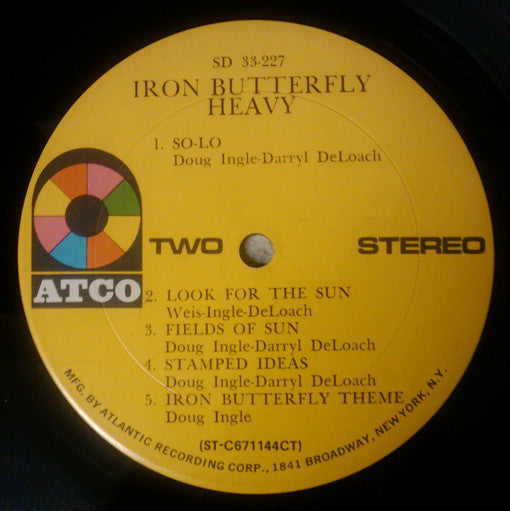 SD 33-227
IRON BUTTERFLY
HEAVY
1. SO-LO
Doug Ingle-Darryl DeLoach
ATCO
TWO
STEREO
2. LOOK FOR THE SUN
Weis-Ingle-DeLoach
3. FIELDS OF SUN
Doug Ingle-Darryl DeLoach
4. STAMPED IDEAS
Doug Ingle-Darryl DeLoach
5. IRON BUTTERFLY THEME
Doug Ingle
(ST-C671144CT)
MFG. BY ATLANTIC RECORDING CORP., 1841 BROADWAY, NEW YORK, N.Y.